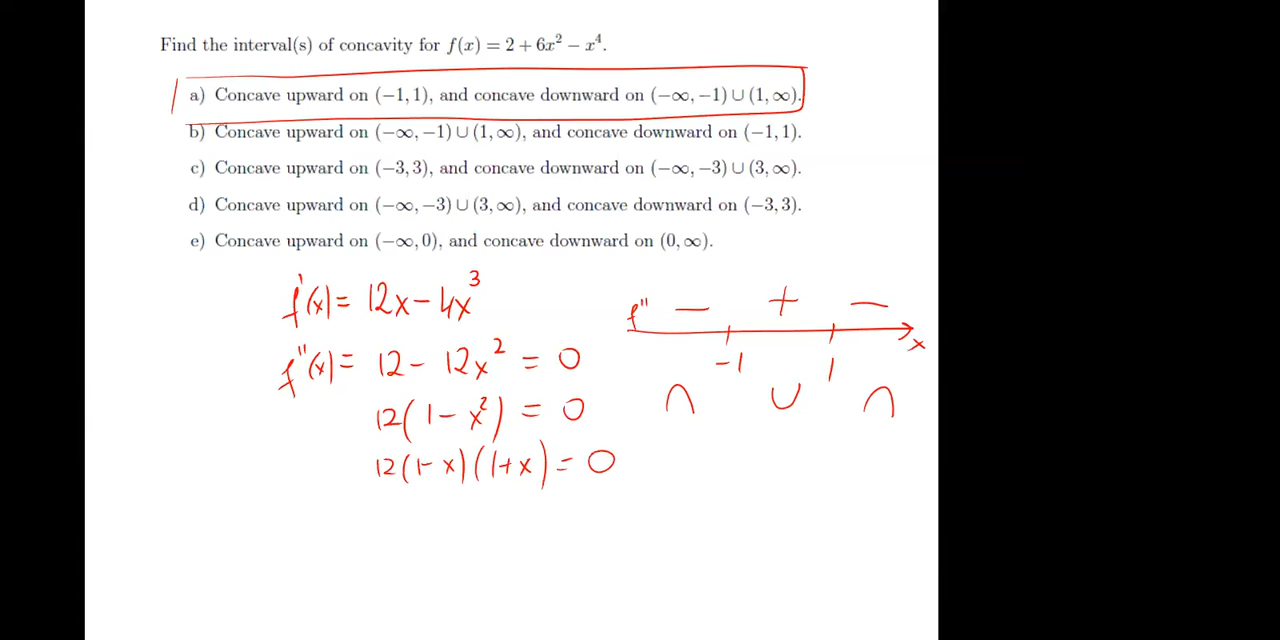 Find the interval(s) of concavity for f(x) = 2 + 6x² − x⁴.
a) Concave upward on (−1, 1), and concave downward on (−∞, −1) ∪ (1, ∞).
b) Concave upward on (−∞, −1) ∪ (1, ∞), and concave downward on (−1, 1).
c) Concave upward on (−3, 3), and concave downward on (−∞, −3) ∪ (3, ∞).
d) Concave upward on (−∞, −3) ∪ (3, ∞), and concave downward on (−3, 3).
e) Concave upward on (−∞, 0), and concave downward on (0, ∞).
f'(x) = 12x − 4x³
f''(x) = 12 − 12x² = 0
12(1 − x²) = 0
12(1 − x)(1 + x) = 0
f'' − + −
x
−1 1
∩ ∪ ∩